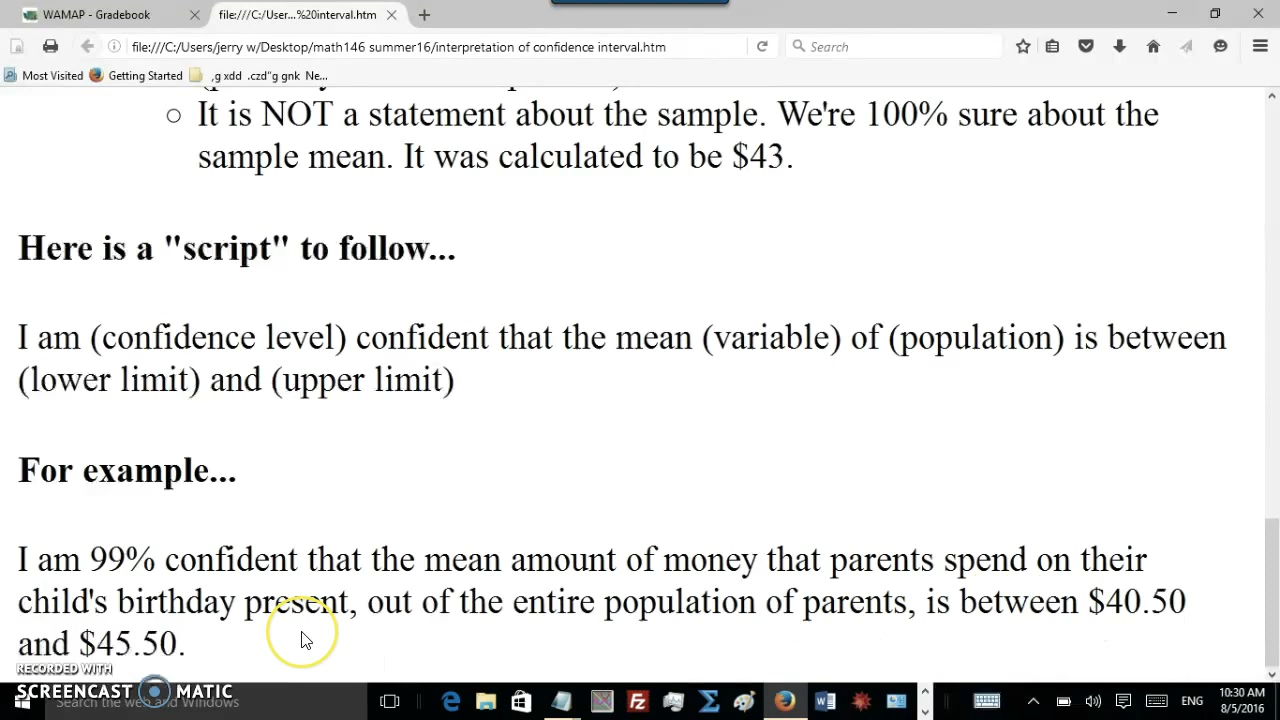 WAMAP - Gradebook
file:///C:/User...%20interval.htm
file:///C:/Users/jerry w/Desktop/math146 summer16/interpretation of confidence interval.htm
Search
Most Visited
Getting Started
,g xdd .czd"g gnk Ne...
○ It is NOT a statement about the sample. We're 100% sure about the
sample mean. It was calculated to be $43.
Here is a "script" to follow...
I am (confidence level) confident that the mean (variable) of (population) is between
(lower limit) and (upper limit)
For example...
I am 99% confident that the mean amount of money that parents spend on their
child's birthday present, out of the entire population of parents, is between $40.50
and $45.50.
RECORDED WITH
SCREENCAST MATIC
Search the web and Windows
ENG
10:30 AM
8/5/2016